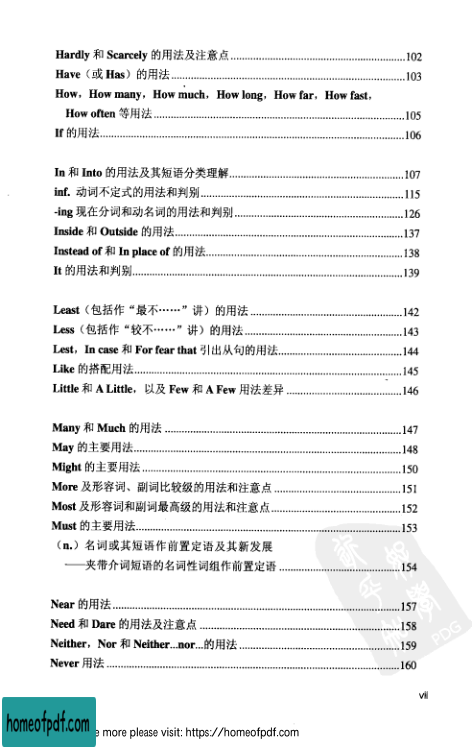 Hardly 和 Scarcely 的用法及注意点............102
Have（或 Has）的用法............103
How，How many，How much，How long，How far，How fast，
How often 等用法............105
If 的用法............106
In 和 Into 的用法及其短语分类理解............107
inf. 动词不定式的用法和判别............115
-ing 现在分词和动名词的用法和判别............126
Inside 和 Outside 的用法............137
Instead of 和 In place of 的用法............138
It 的用法和判别............139
Least（包括作“最不……”讲）的用法............142
Less（包括作“较不……”讲）的用法............143
Lest，In case 和 For fear that 引出从句的用法............144
Like 的搭配用法............145
Little 和 A Little，以及 Few 和 A Few 用法差异............146
Many 和 Much 的用法............147
May 的主要用法............148
Might 的主要用法............150
More 及形容词、副词比较级的用法和注意点............151
Most 及形容词和副词最高级的用法和注意点............152
Must 的主要用法............153
（n.）名词或其短语作前置定语及其新发展
——夹带介词短语的名词性词组作前置定语............154
Near 的用法............157
Need 和 Dare 的用法及注意点............158
Neither，Nor 和 Neither...nor...的用法............159
Never 用法............160
PDG
vii
homeofpdf.com
e more please visit: https://homeofpdf.com